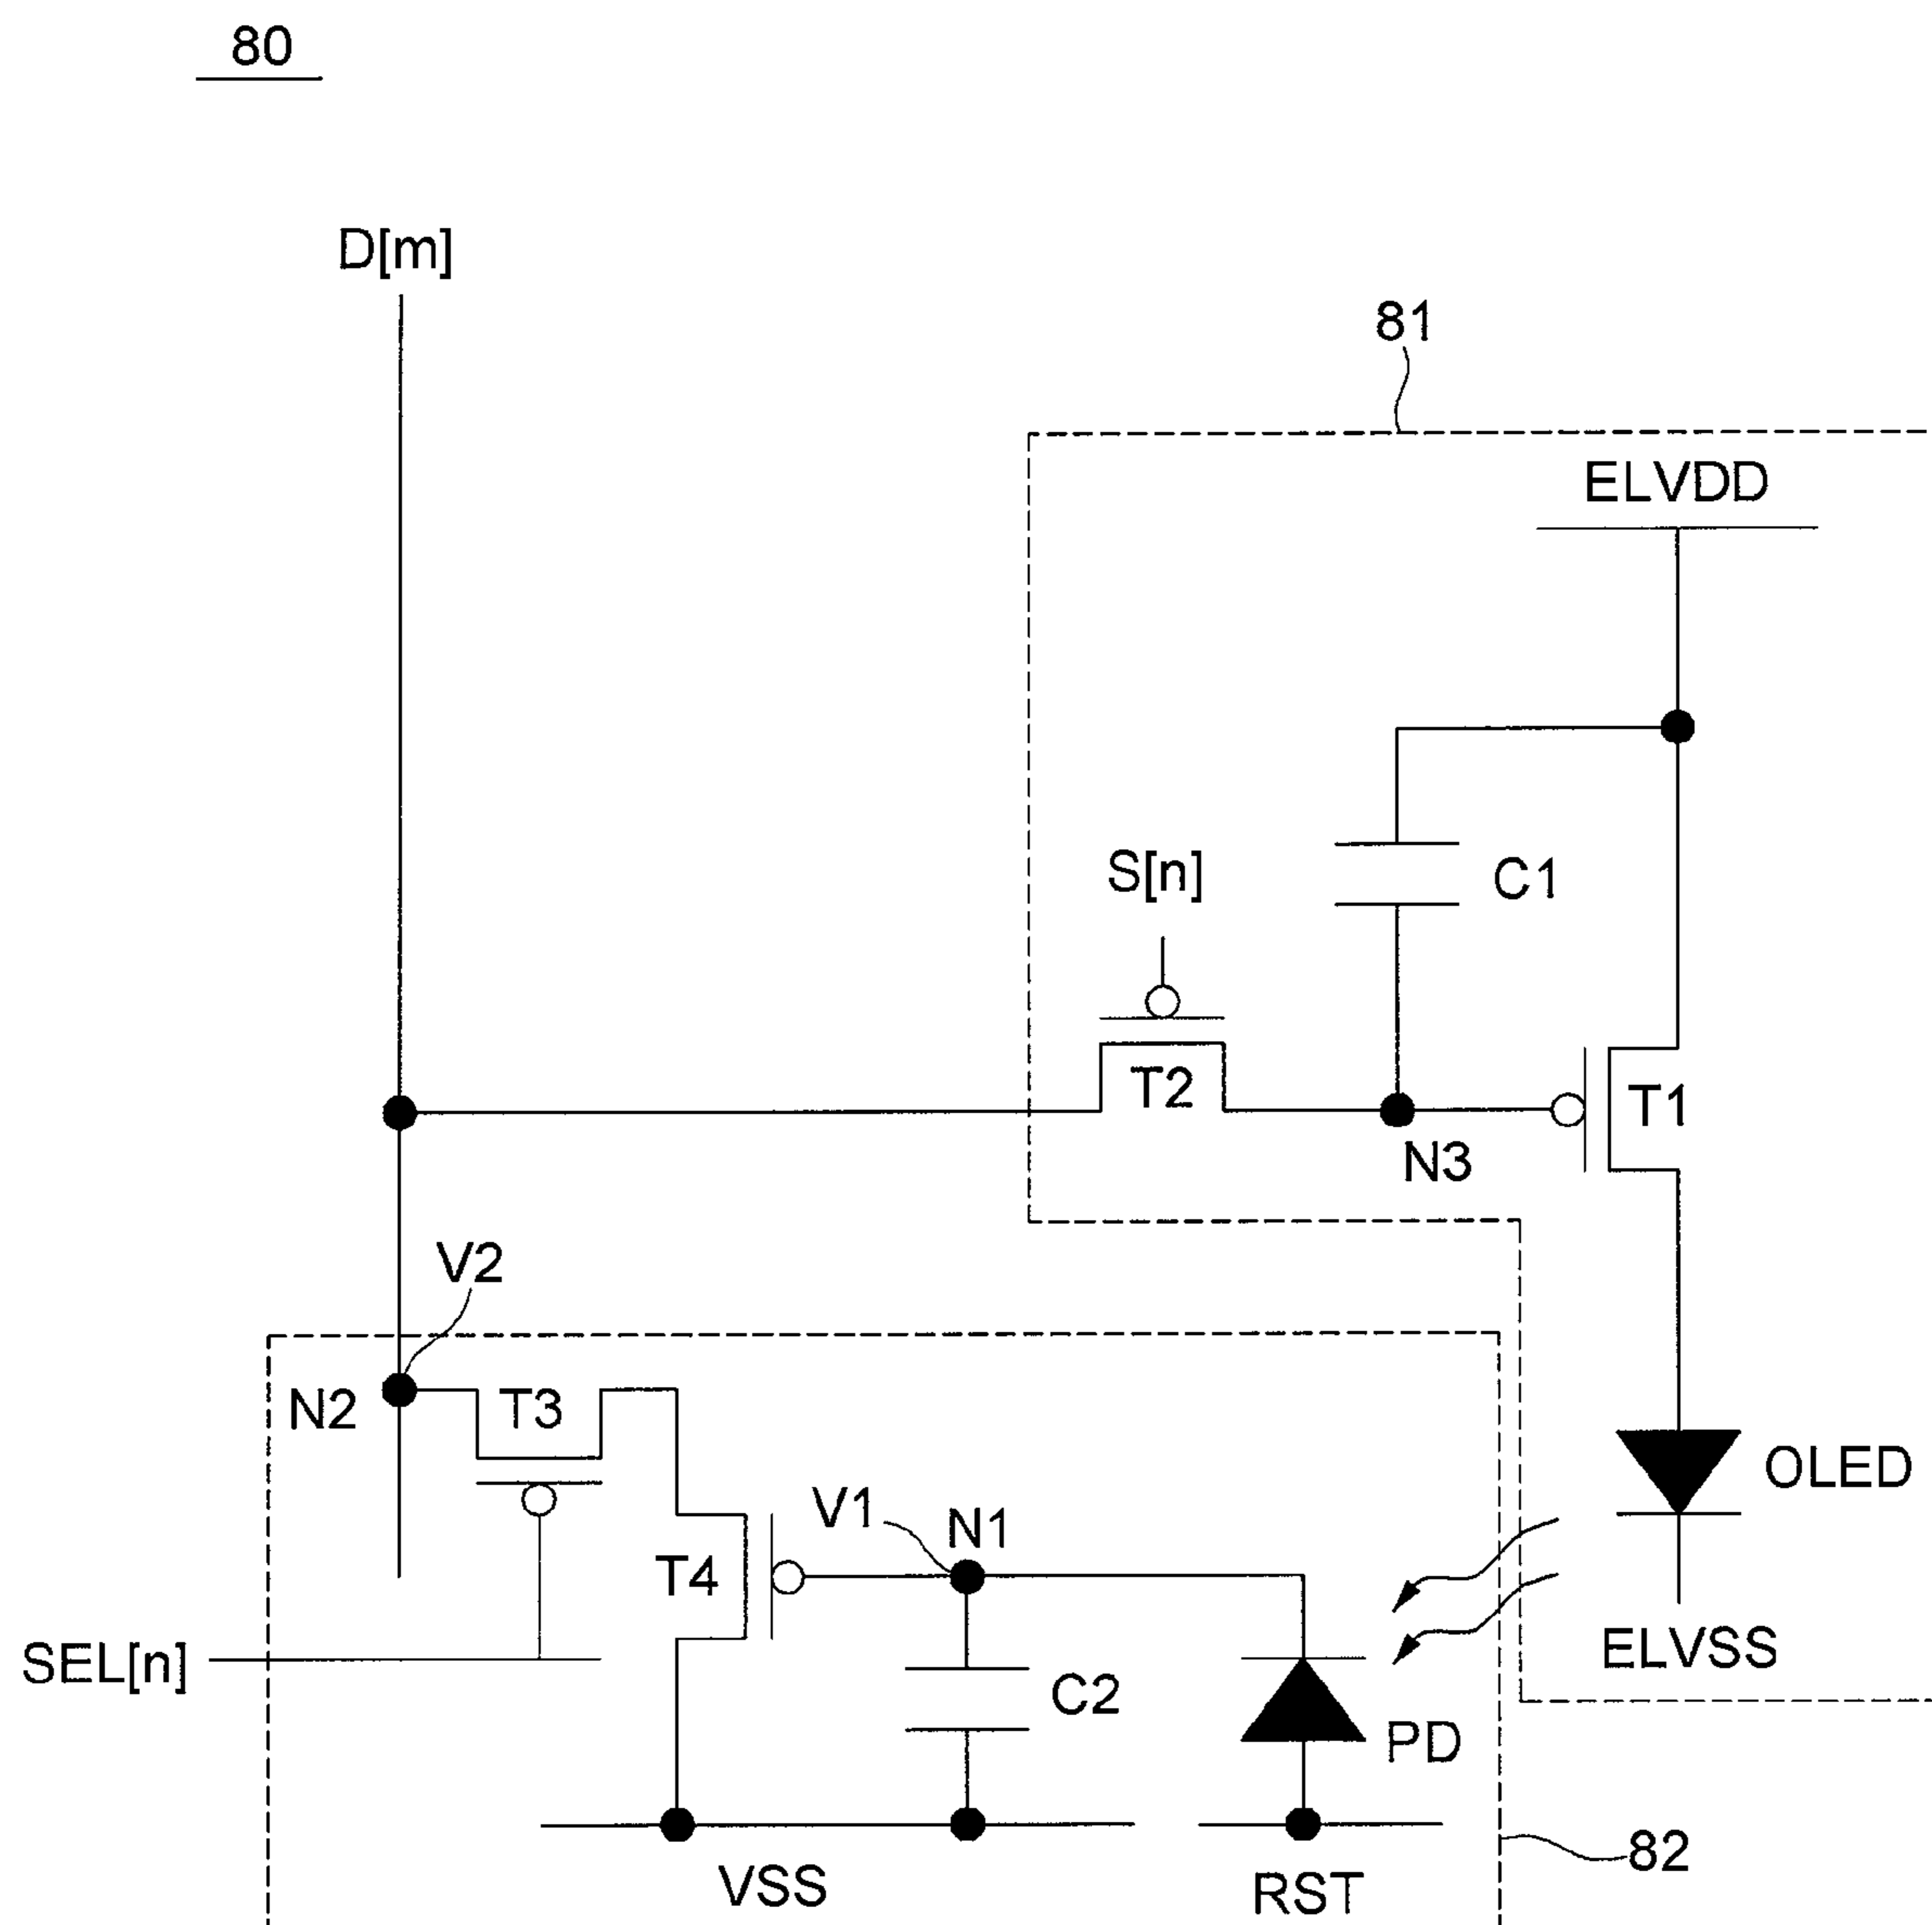 80
D[m]
81
ELVDD
S[n]
C1
T2
T1
N3
V2
N2
T3
OLED
V1
N1
T4
SEL[n]
ELVSS
C2
PD
82
VSS
RST